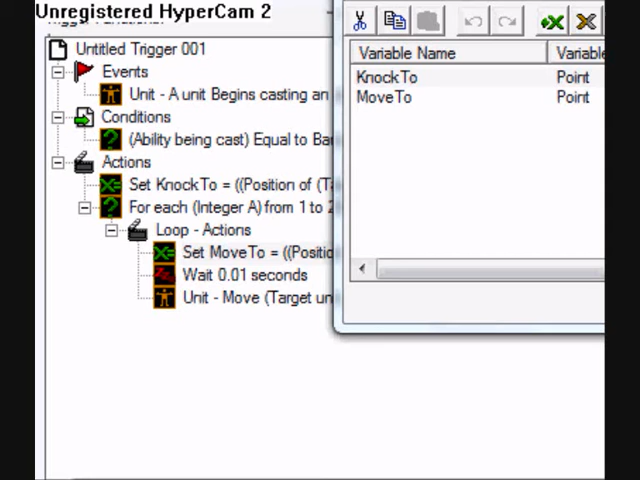 Unregistered HyperCam 2
Untitled Trigger 001
Events
Unit - A unit Begins casting an
Conditions
(Ability being cast) Equal to Ba
Actions
Set KnockTo = ((Position of (Ta
For each (Integer A) from 1 to 2
Loop - Actions
Set MoveTo = ((Positio
Wait 0.01 seconds
Unit - Move (Target un
Variable Name
Variable
KnockTo
Point
MoveTo
Point